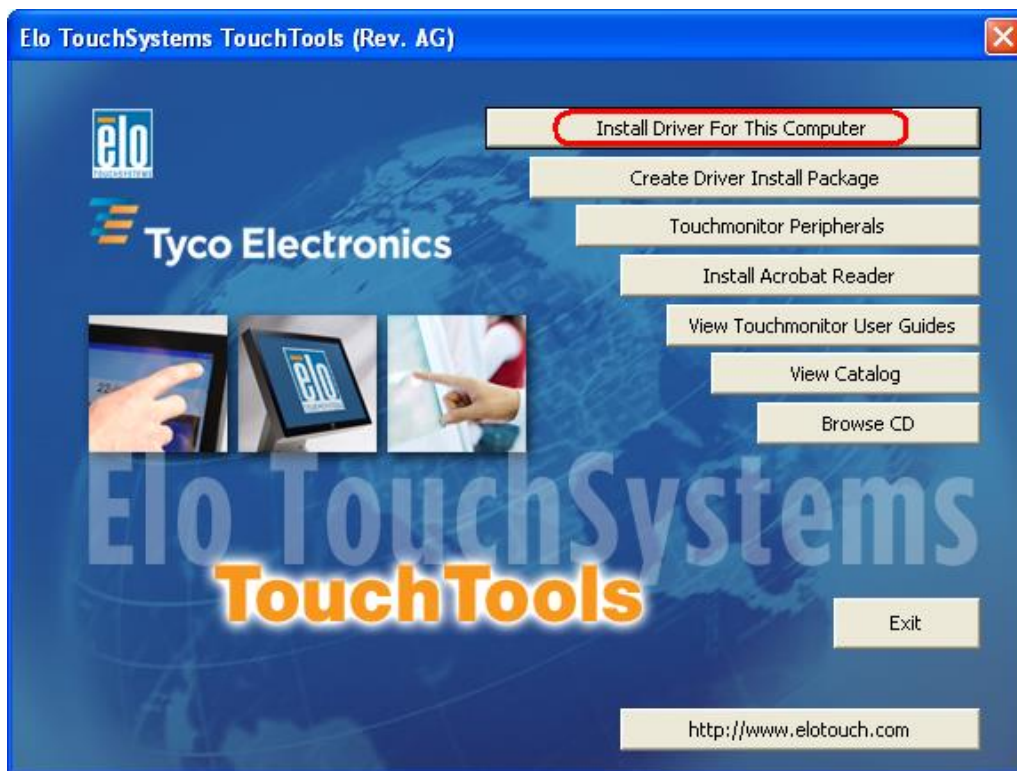 Elo TouchSystems TouchTools (Rev. AG)
elo
TOUCHSYSTEMS
Tyco Electronics
Install Driver For This Computer
Create Driver Install Package
Touchmonitor Peripherals
Install Acrobat Reader
View Touchmonitor User Guides
View Catalog
Browse CD
elo
Elo TouchSystems
TouchTools
Exit
http://www.elotouch.com